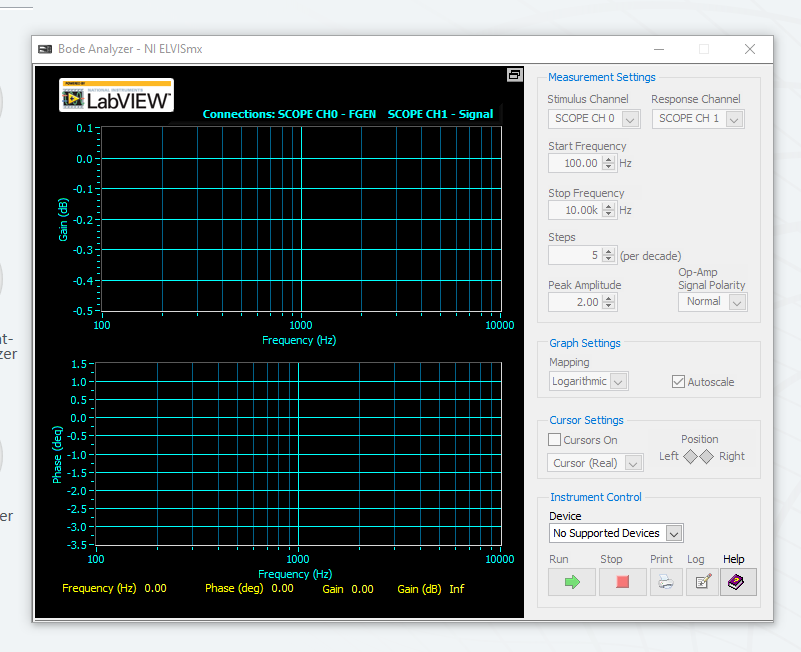 Bode Analyzer - NI ELVISmx
POWERED BY
NATIONAL INSTRUMENTS
LabVIEW™
Connections: SCOPE CH0 - FGEN SCOPE CH1 - Signal
0.1
0.0
-0.1
-0.2
-0.3
-0.4
-0.5
Gain (dB)
100 1000 10000
Frequency (Hz)
1.5
1.0
0.5
0.0
-0.5
-1.0
-1.5
-2.0
-2.5
-3.0
-3.5
Phase (deg)
100 1000 10000
Frequency (Hz)
Frequency (Hz) 0.00 Phase (deg) 0.00 Gain 0.00 Gain (dB) Inf
Measurement Settings
Stimulus Channel Response Channel
SCOPE CH 0 SCOPE CH 1
Start Frequency
100.00 Hz
Stop Frequency
10.00k Hz
Steps
5 (per decade)
Op-Amp
Peak Amplitude Signal Polarity
2.00 Normal
Graph Settings
Mapping
Logarithmic Autoscale
Cursor Settings
Cursors On Position
Cursor (Real) Left Right
Instrument Control
Device
No Supported Devices
Run Stop Print Log Help
nt-
zer
er